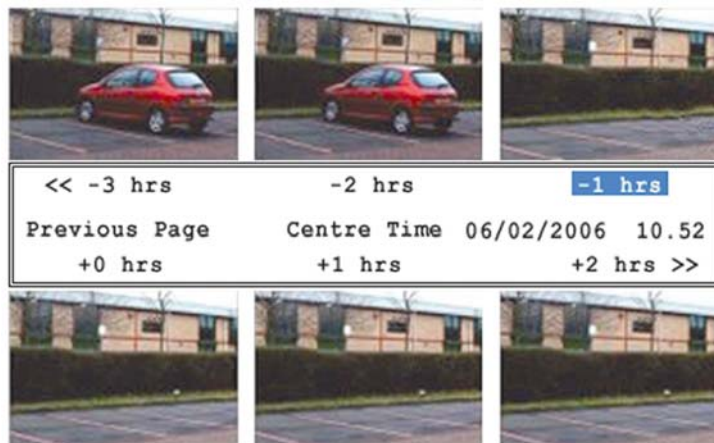 << -3 hrs -2 hrs -1 hrs
Previous Page Centre Time 06/02/2006 10.52
+0 hrs +1 hrs +2 hrs >>